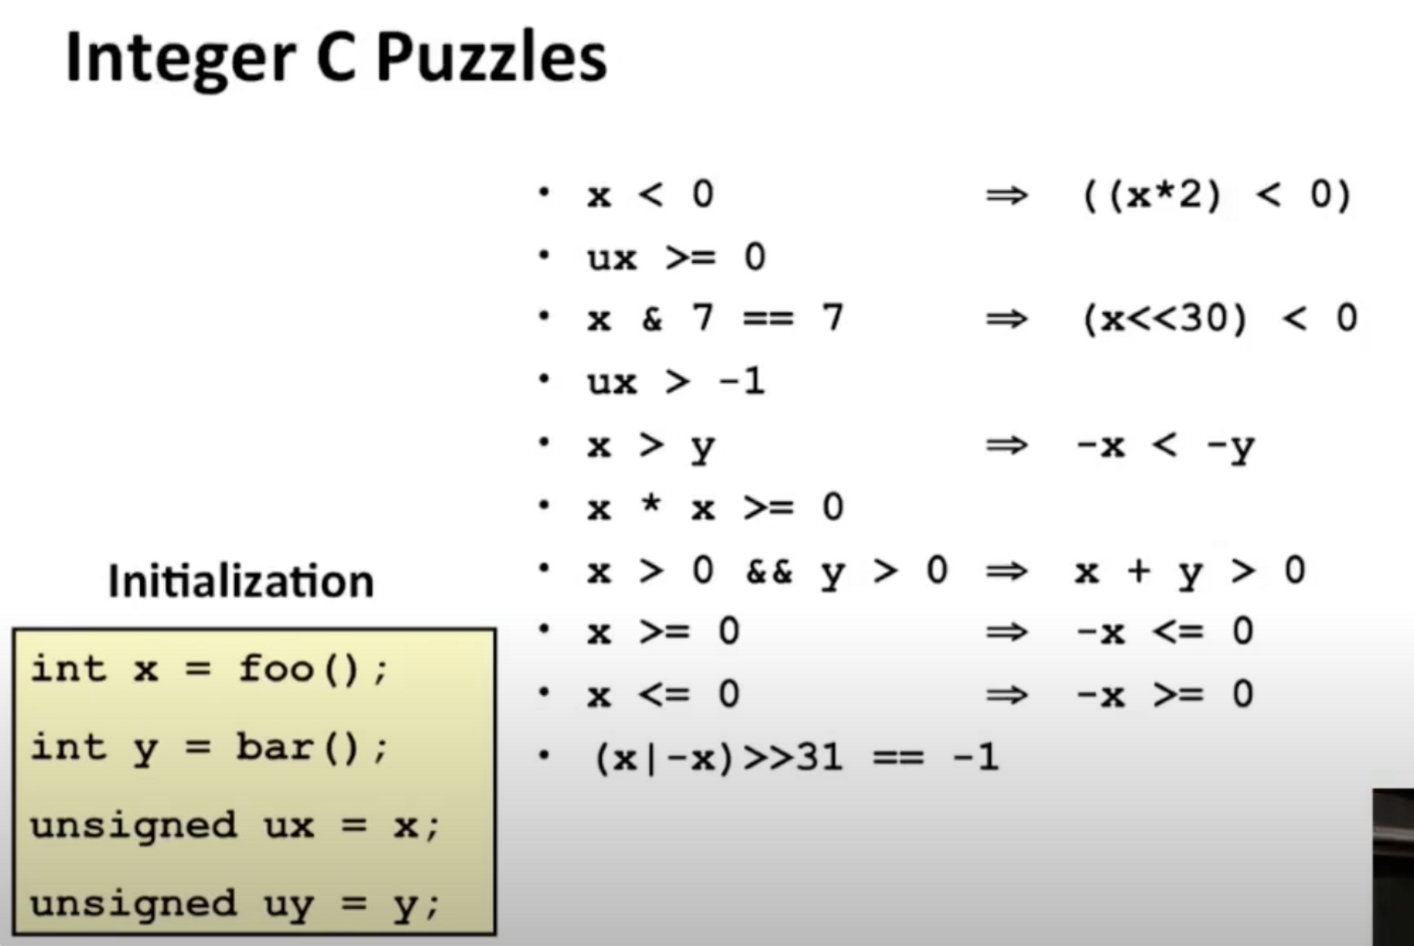 Integer C Puzzles
• x < 0 ⇒ ((x*2) < 0)
• ux >= 0
• x & 7 == 7 ⇒ (x<<30) < 0
• ux > -1
• x > y ⇒ -x < -y
• x * x >= 0
• x > 0 && y > 0 ⇒ x + y > 0
• x >= 0 ⇒ -x <= 0
• x <= 0 ⇒ -x >= 0
• (x|-x)>>31 == -1
Initialization
int x = foo();
int y = bar();
unsigned ux = x;
unsigned uy = y;